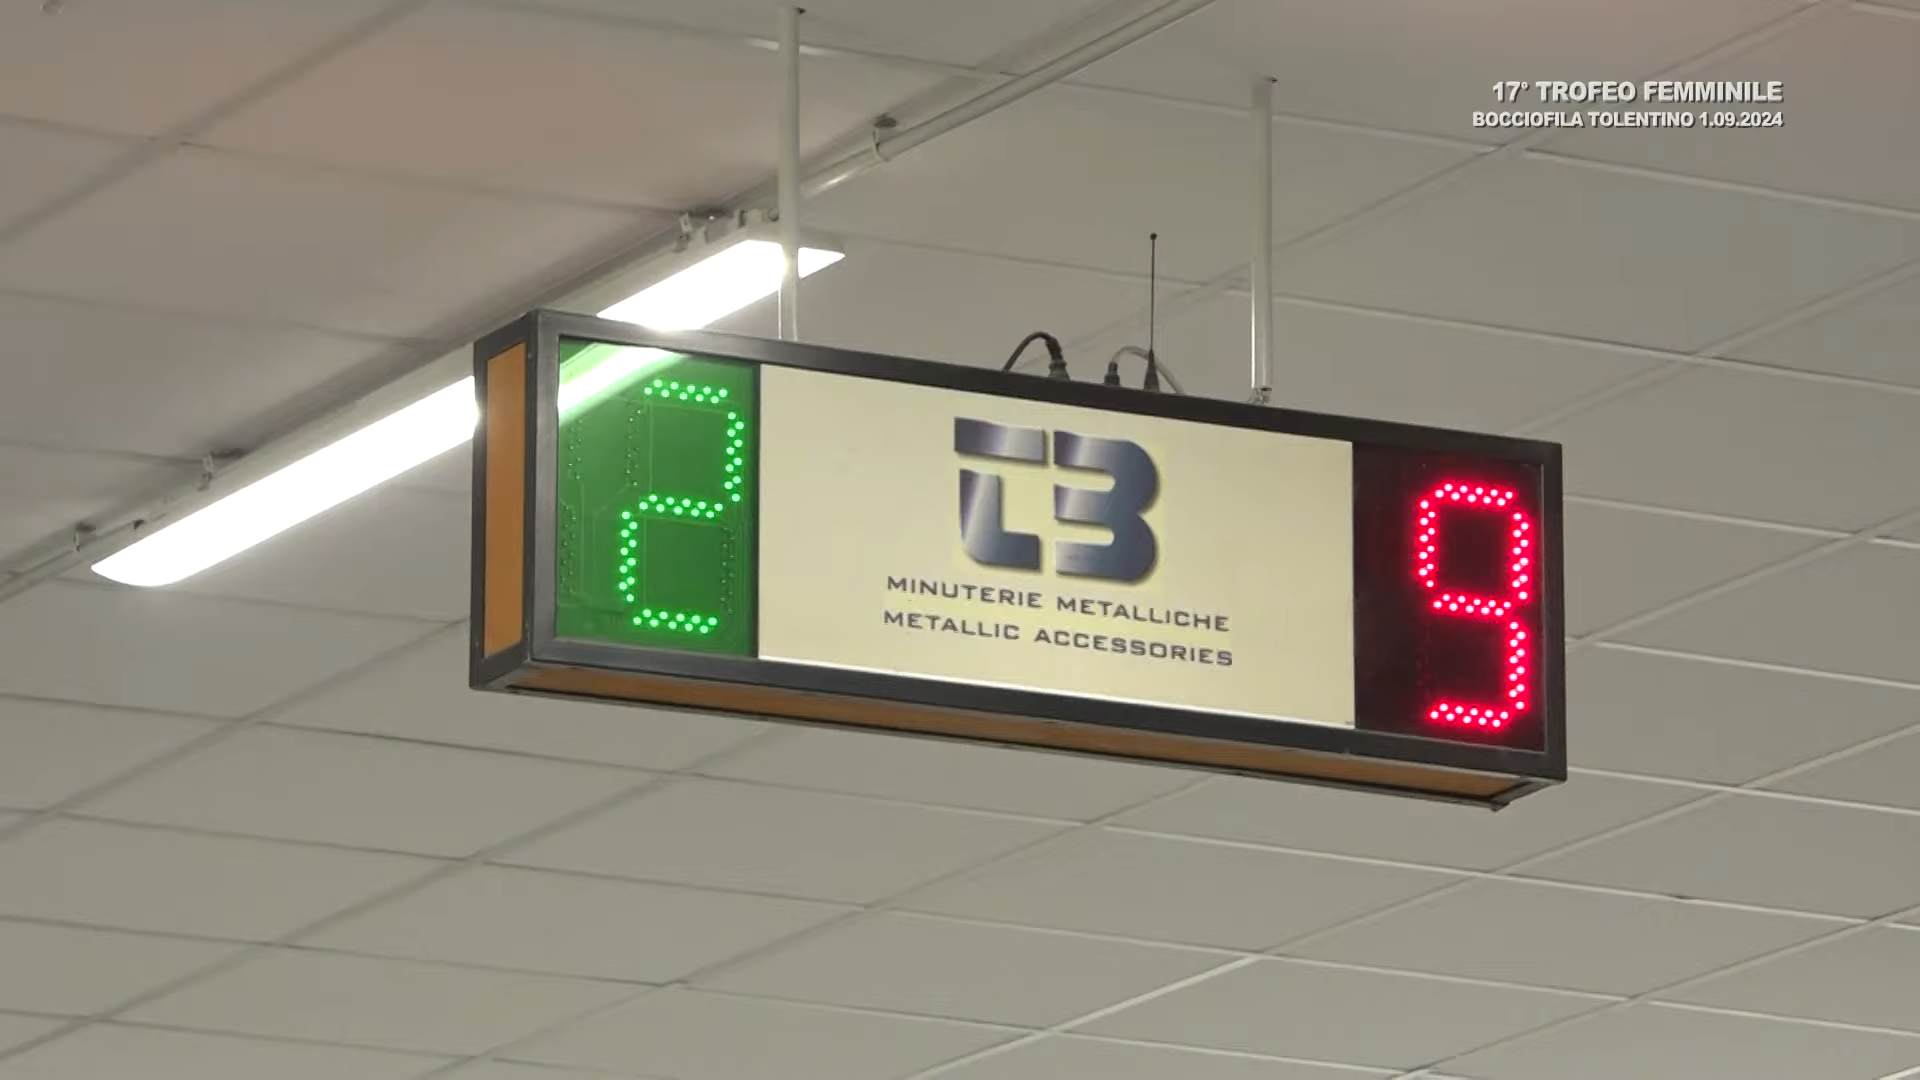 17° TROFEO FEMMINILE
BOCCIOFILA TOLENTINO 1.09.2024
2
9
MINUTERIE METALLICHE
METALLIC ACCESSORIES